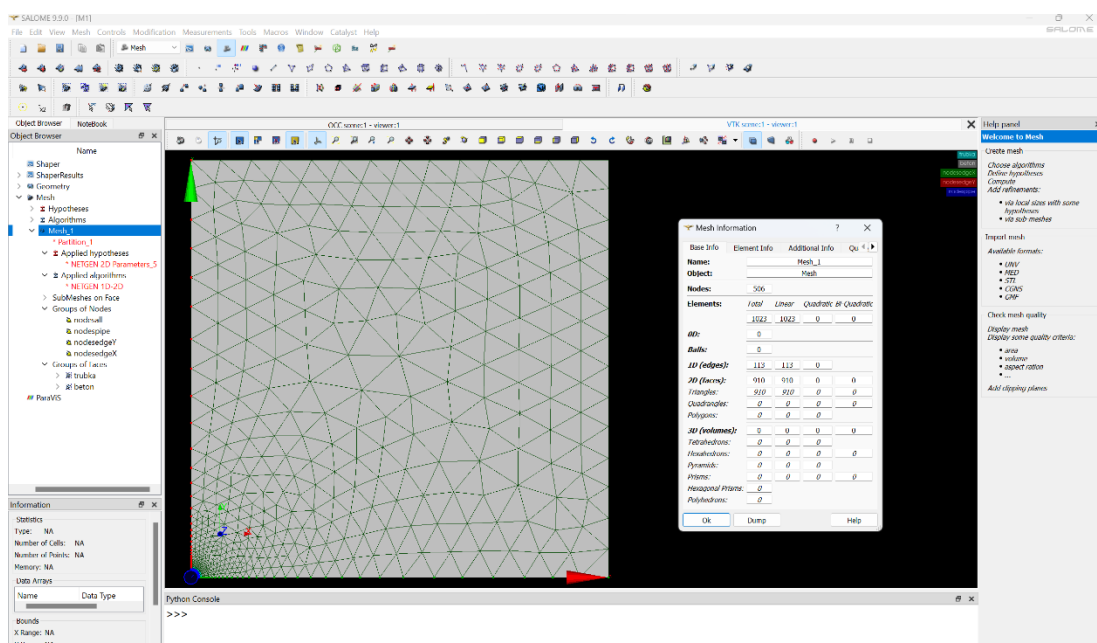 SALOME 9.9.0 - [M1]
File Edit View Mesh Controls Modification Measurements Tools Macros Window Catalyst Help
SALOME
Mesh
Object Browser NoteBook
OCC scene:1 - viewer:1
VTK scene:1 - viewer:1
Help panel
Object Browser
Name
Shaper
ShaperResults
Geometry
Mesh
Hypotheses
Algorithms
Mesh_1
* Partition_1
Applied hypotheses
* NETGEN 2D Parameters_5
Applied algorithms
* NETGEN 1D-2D
SubMeshes on Face
Groups of Nodes
nodesall
nodespipe
nodesedgeY
nodesedgeX
Groups of Faces
trubka
beton
ParaViS
trubka
beton
nodesedgeX
nodesedgeY
nodespipe
Mesh Information
? X
Base Info Element Info Additional Info Qu
Name: Mesh_1
Object: Mesh
Nodes: 506
Elements: Total Linear Quadratic Bi Quadratic
1023 1023 0 0
0D: 0
Balls: 0
1D (edges): 113 113 0
2D (faces): 910 910 0 0
Triangles: 910 910 0 0
Quadrangles: 0 0 0 0
Polygons: 0 0 0
3D (volumes): 0 0 0 0
Tetrahedrons: 0 0 0
Hexahedrons: 0 0 0 0
Pyramids: 0 0 0
Prisms: 0 0 0 0
Hexagonal Prisms: 0
Polyhedrons: 0
Ok Dump Help
Welcome to Mesh
Create mesh
Choose algorithms
Define hypotheses
Compute
Add refinements:
• via local sizes with some
hypotheses
• via sub meshes
Import mesh
Available formats:
• UNV
• MED
• STL
• CGNS
• GMF
Check mesh quality
Display mesh
Display some quality criteria:
• area
• volume
• aspect ration
• ...
Add clipping planes
Information
Statistics
Type: NA
Number of Cells: NA
Number of Points: NA
Memory: NA
Data Arrays
Name Data Type
Bounds
X Range: NA
Python Console
>>>